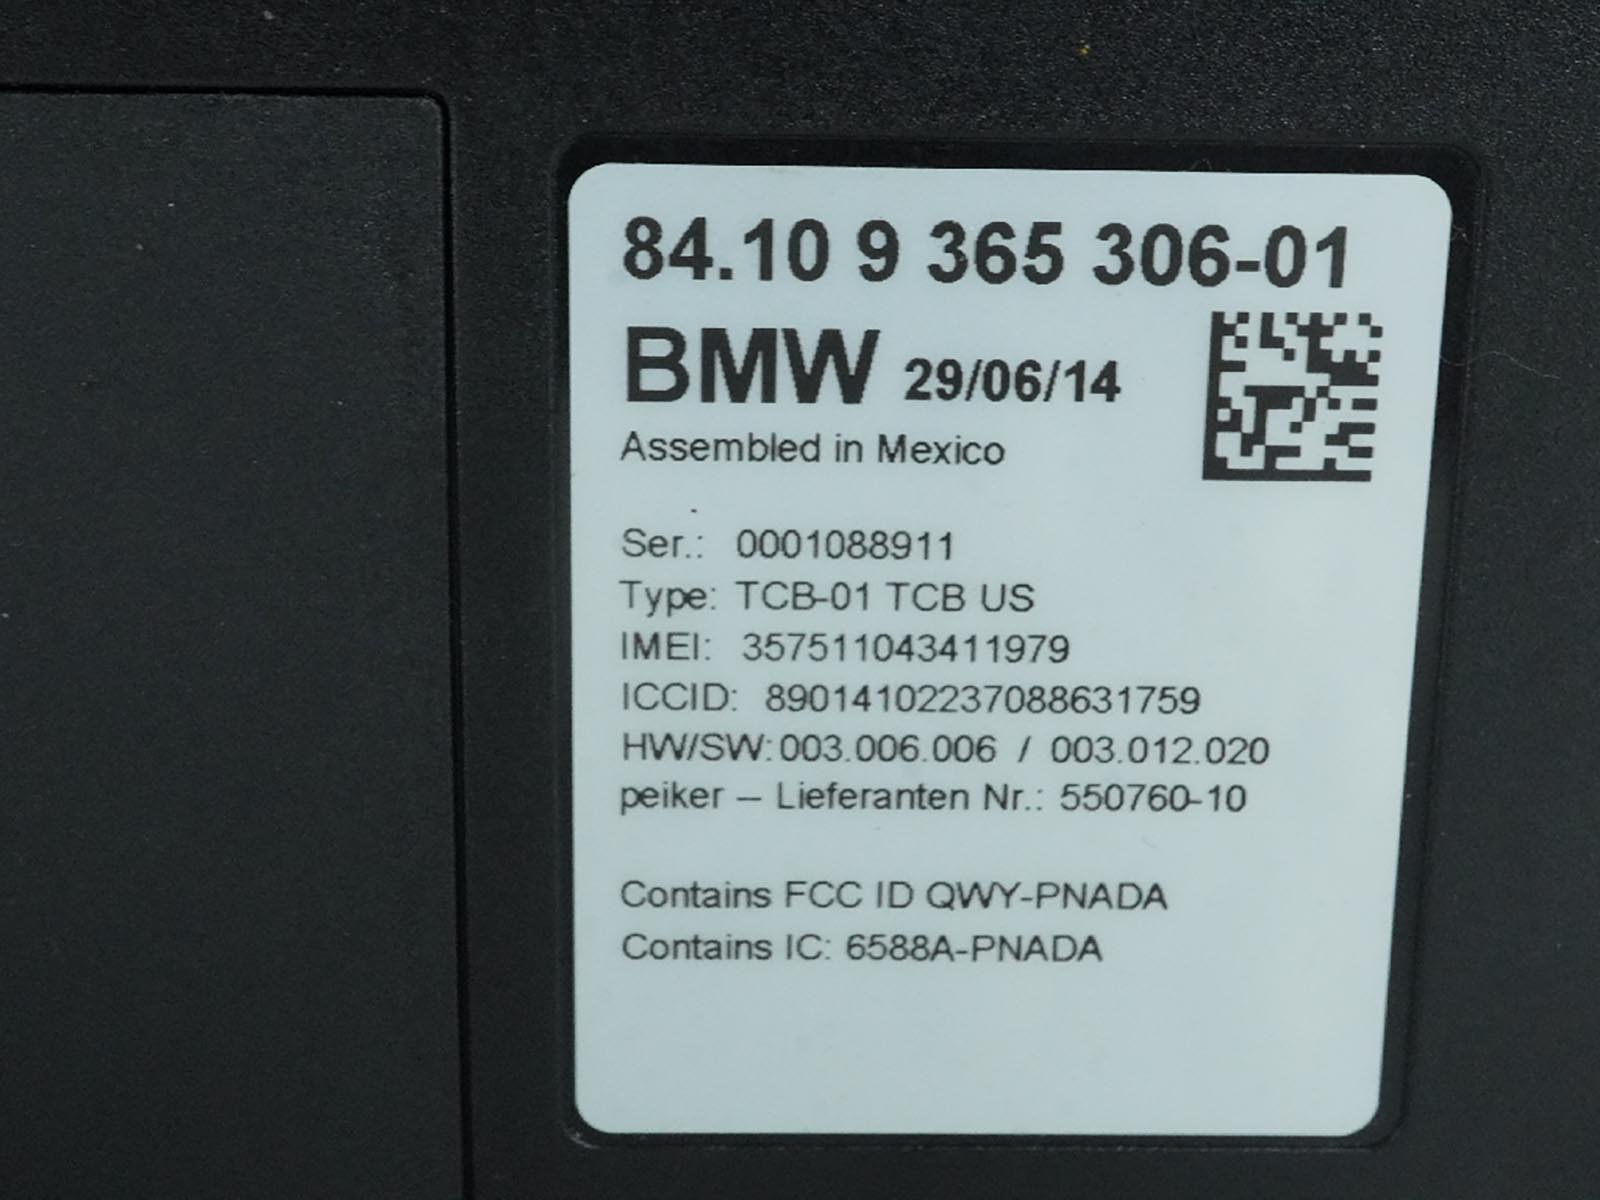 84.10 9 365 306-01
BMW 29/06/14
Assembled in Mexico
Ser.: 0001088911
Type: TCB-01 TCB US
IMEI: 357511043411979
ICCID: 89014102237088631759
HW/SW: 003.006.006 / 003.012.020
peiker – Lieferanten Nr.: 550760-10
Contains FCC ID QWY-PNADA
Contains IC: 6588A-PNADA